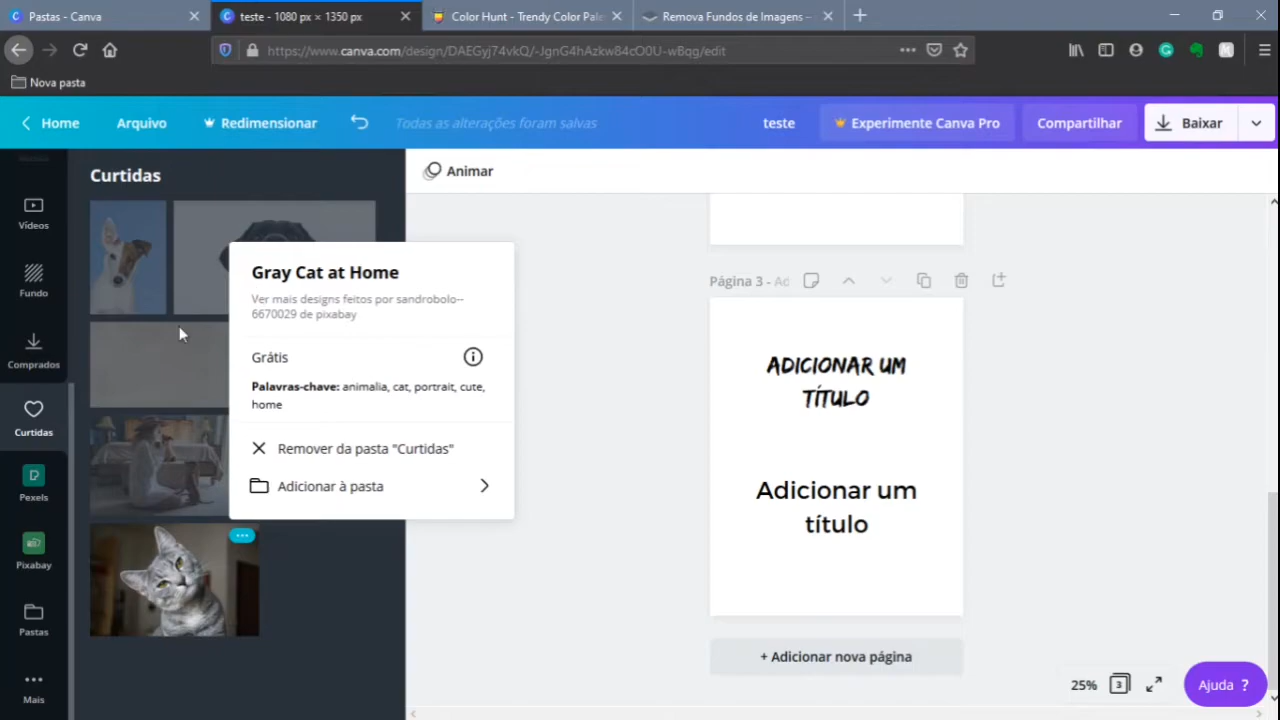 Pastas - Canva
teste - 1080 px × 1350 px
Color Hunt - Trendy Color Pale
Remova Fundos de Imagens -
https://www.canva.com/design/DAEGyj74vkQ/-JgnG4hAzkw84cO0U-wBqg/edit
Nova pasta
Home
Arquivo
Redimensionar
Todas as alterações foram salvas
teste
Experimente Canva Pro
Compartilhar
Baixar
Vídeos
Fundo
Comprados
Curtidas
Pexels
Pixabay
Pastas
Mais
Curtidas
Gray Cat at Home
Ver mais designs feitos por sandrobolo--
6670029 de pixabay
Grátis
Palavras-chave: animalia, cat, portrait, cute,
home
Remover da pasta "Curtidas"
Adicionar à pasta
Animar
Página 3 - Ad
ADICIONAR UM
TÍTULO
Adicionar um
título
+ Adicionar nova página
25%
3
Ajuda ?